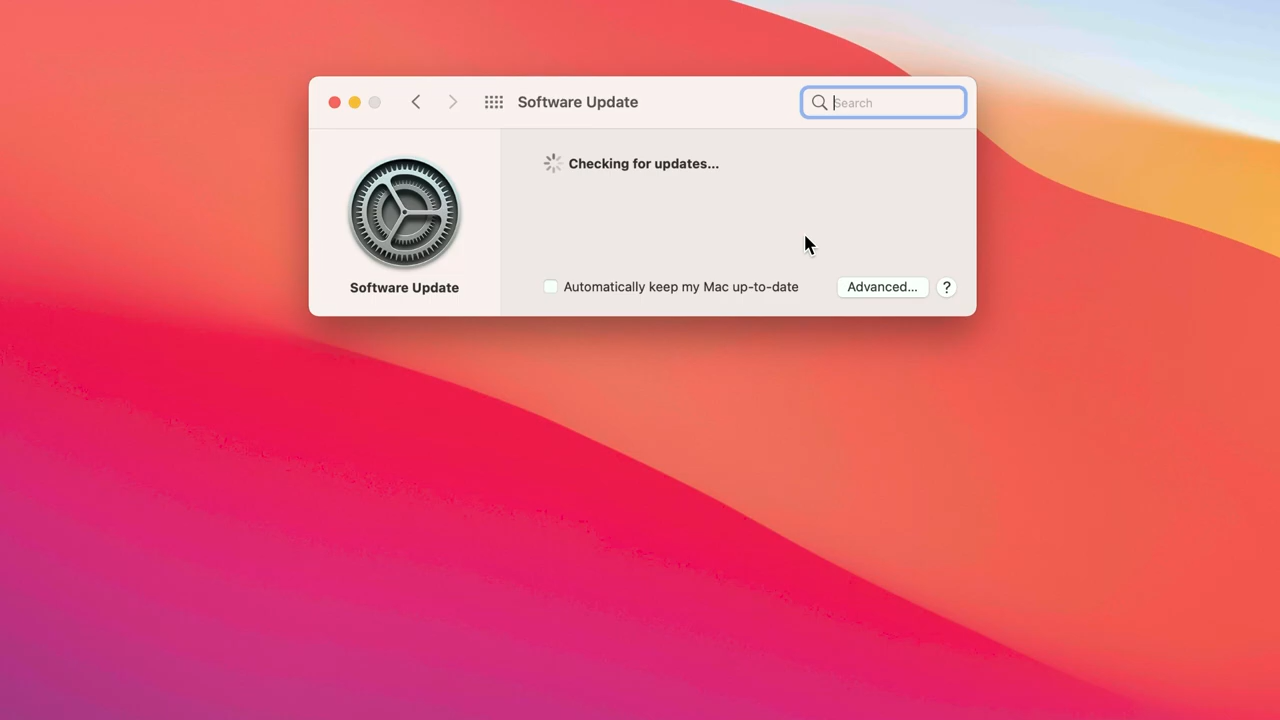 Software Update
Search
Checking for updates...
Software Update
Automatically keep my Mac up-to-date
Advanced...
?